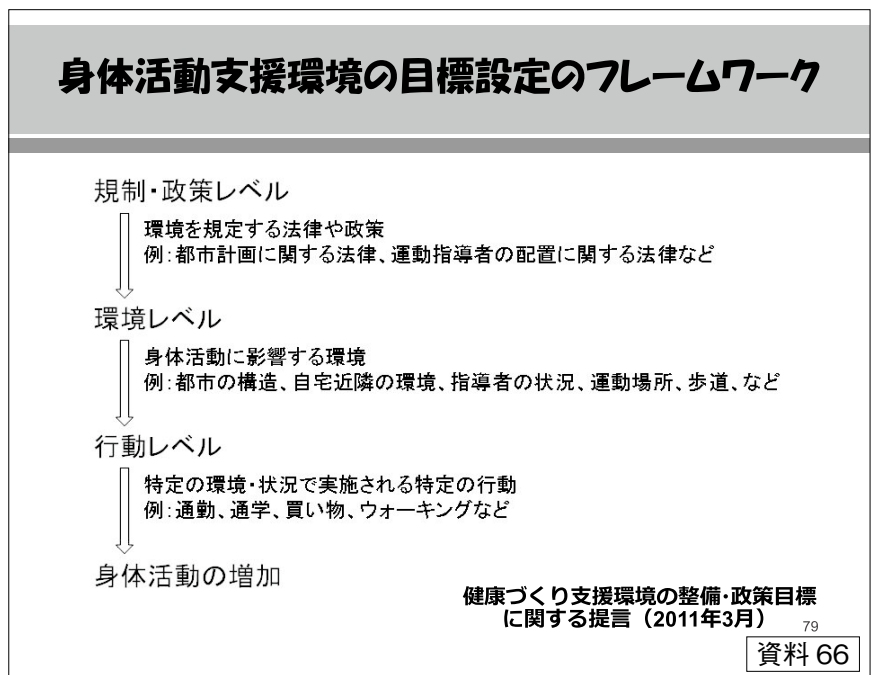 身体活動支援環境の目標設定のフレームワーク
規制・政策レベル
環境を規定する法律や政策
例：都市計画に関する法律、運動指導者の配置に関する法律など
環境レベル
身体活動に影響する環境
例：都市の構造、自宅近隣の環境、指導者の状況、運動場所、歩道、など
行動レベル
特定の環境・状況で実施される特定の行動
例：通勤、通学、買い物、ウォーキングなど
身体活動の増加
健康づくり支援環境の整備・政策目標
に関する提言（2011年3月）
79
資料 66